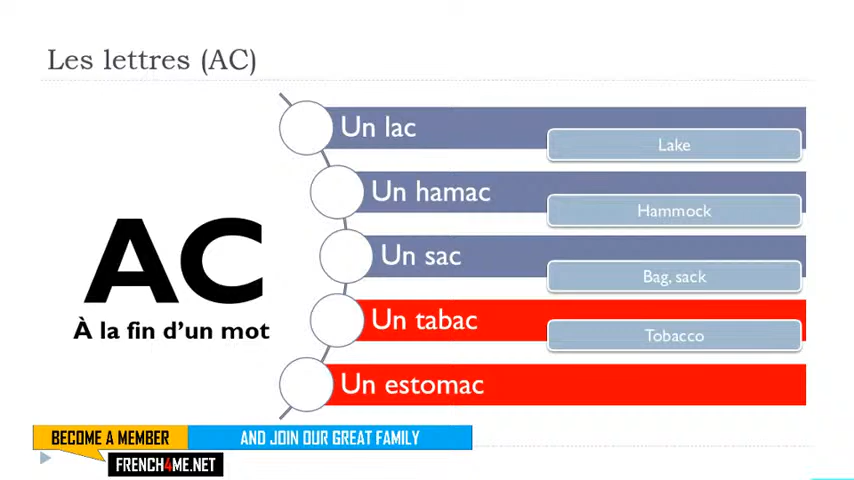 Les lettres (AC)
Un lac
Lake
Un hamac
Hammock
Un sac
Bag, sack
Un tabac
Tobacco
Un estomac
AC
À la fin d'un mot
BECOME A MEMBER
AND JOIN OUR GREAT FAMILY
FRENCH4ME.NET